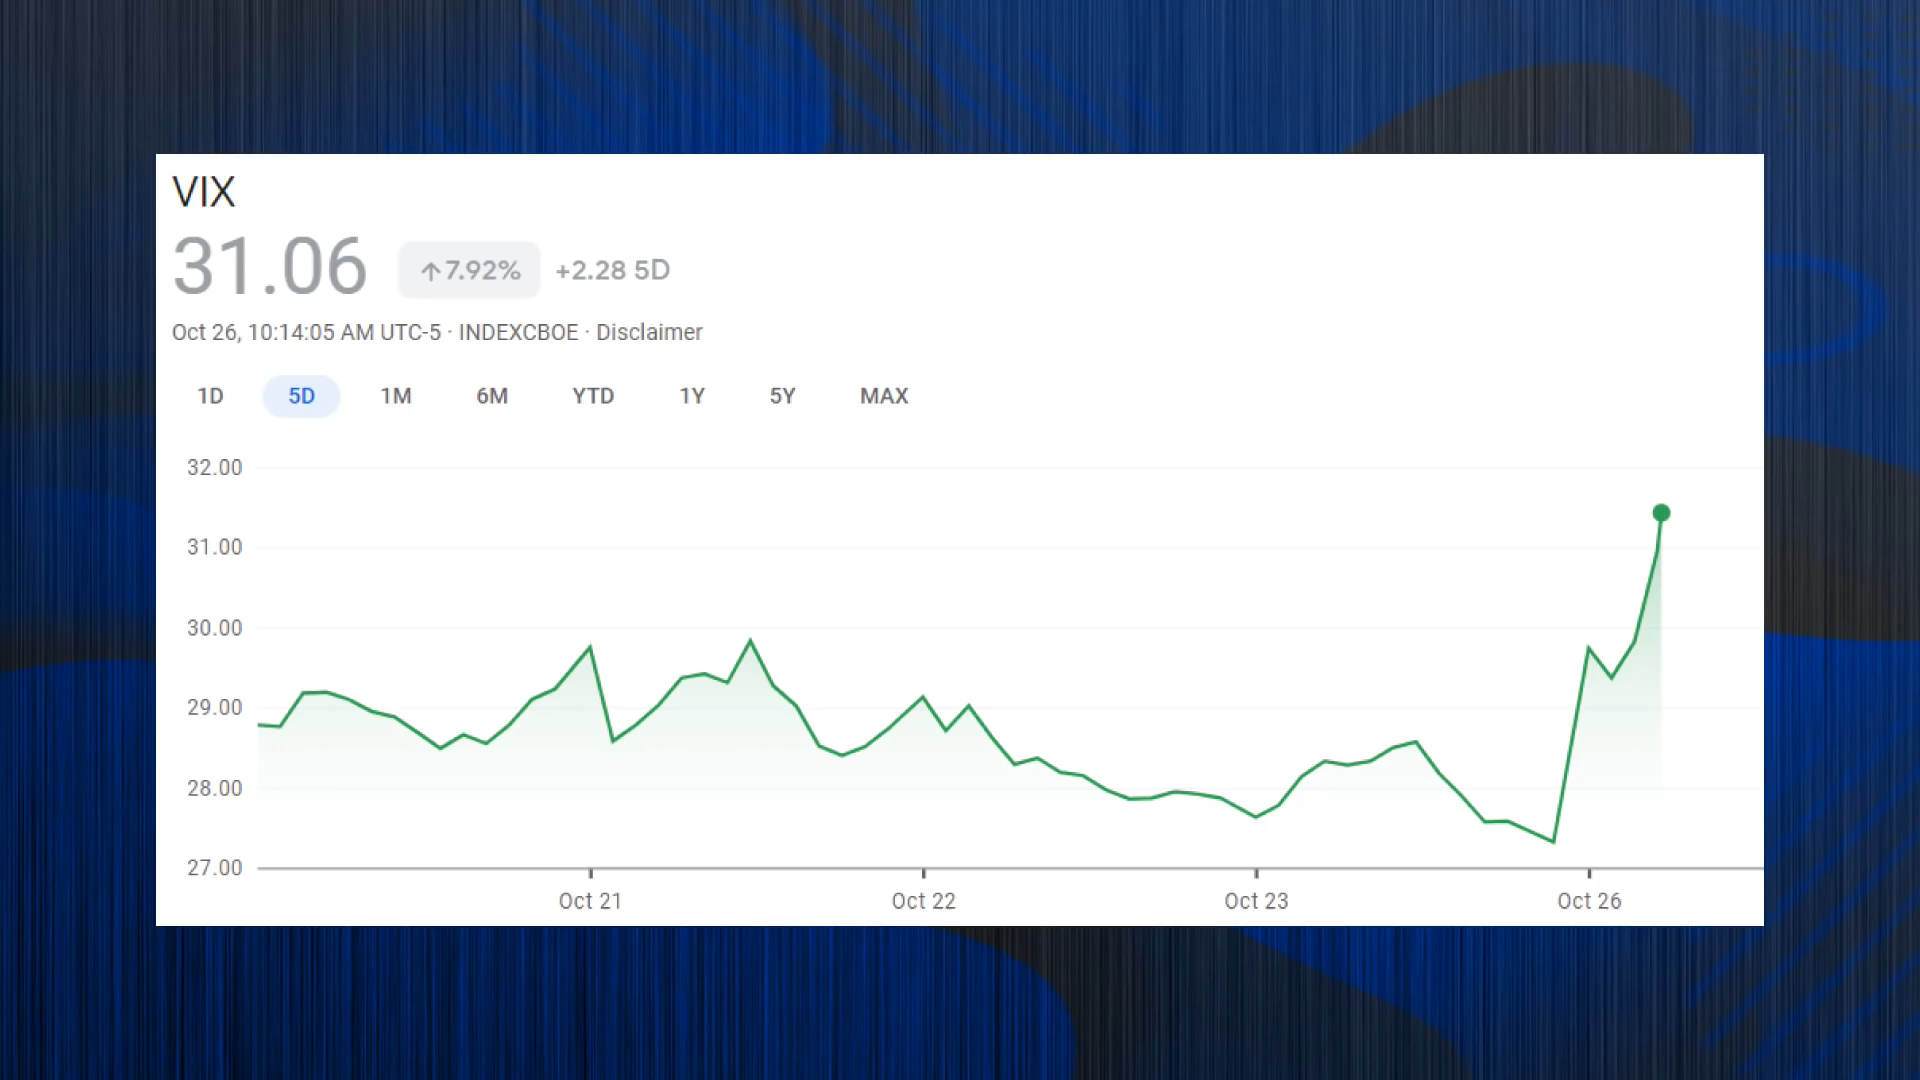 VIX
31.06 ↑7.92% +2.28 5D
Oct 26, 10:14:05 AM UTC-5 · INDEXCBOE · Disclaimer
1D 5D 1M 6M YTD 1Y 5Y MAX
32.00
31.00
30.00
29.00
28.00
27.00
Oct 21 Oct 22 Oct 23 Oct 26